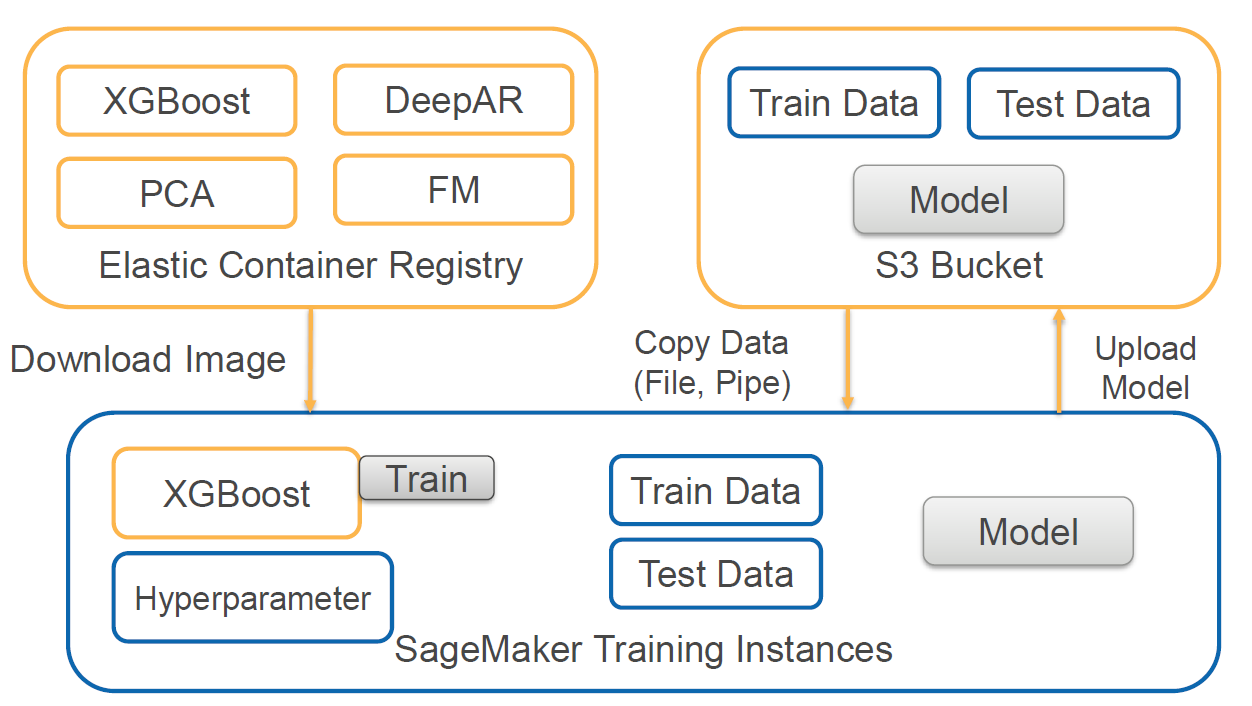 XGBoost
DeepAR
PCA
FM
Elastic Container Registry
Train Data
Test Data
Model
S3 Bucket
Download Image
Copy Data
(File, Pipe)
Upload
Model
XGBoost
Train
Hyperparameter
Train Data
Test Data
Model
SageMaker Training Instances